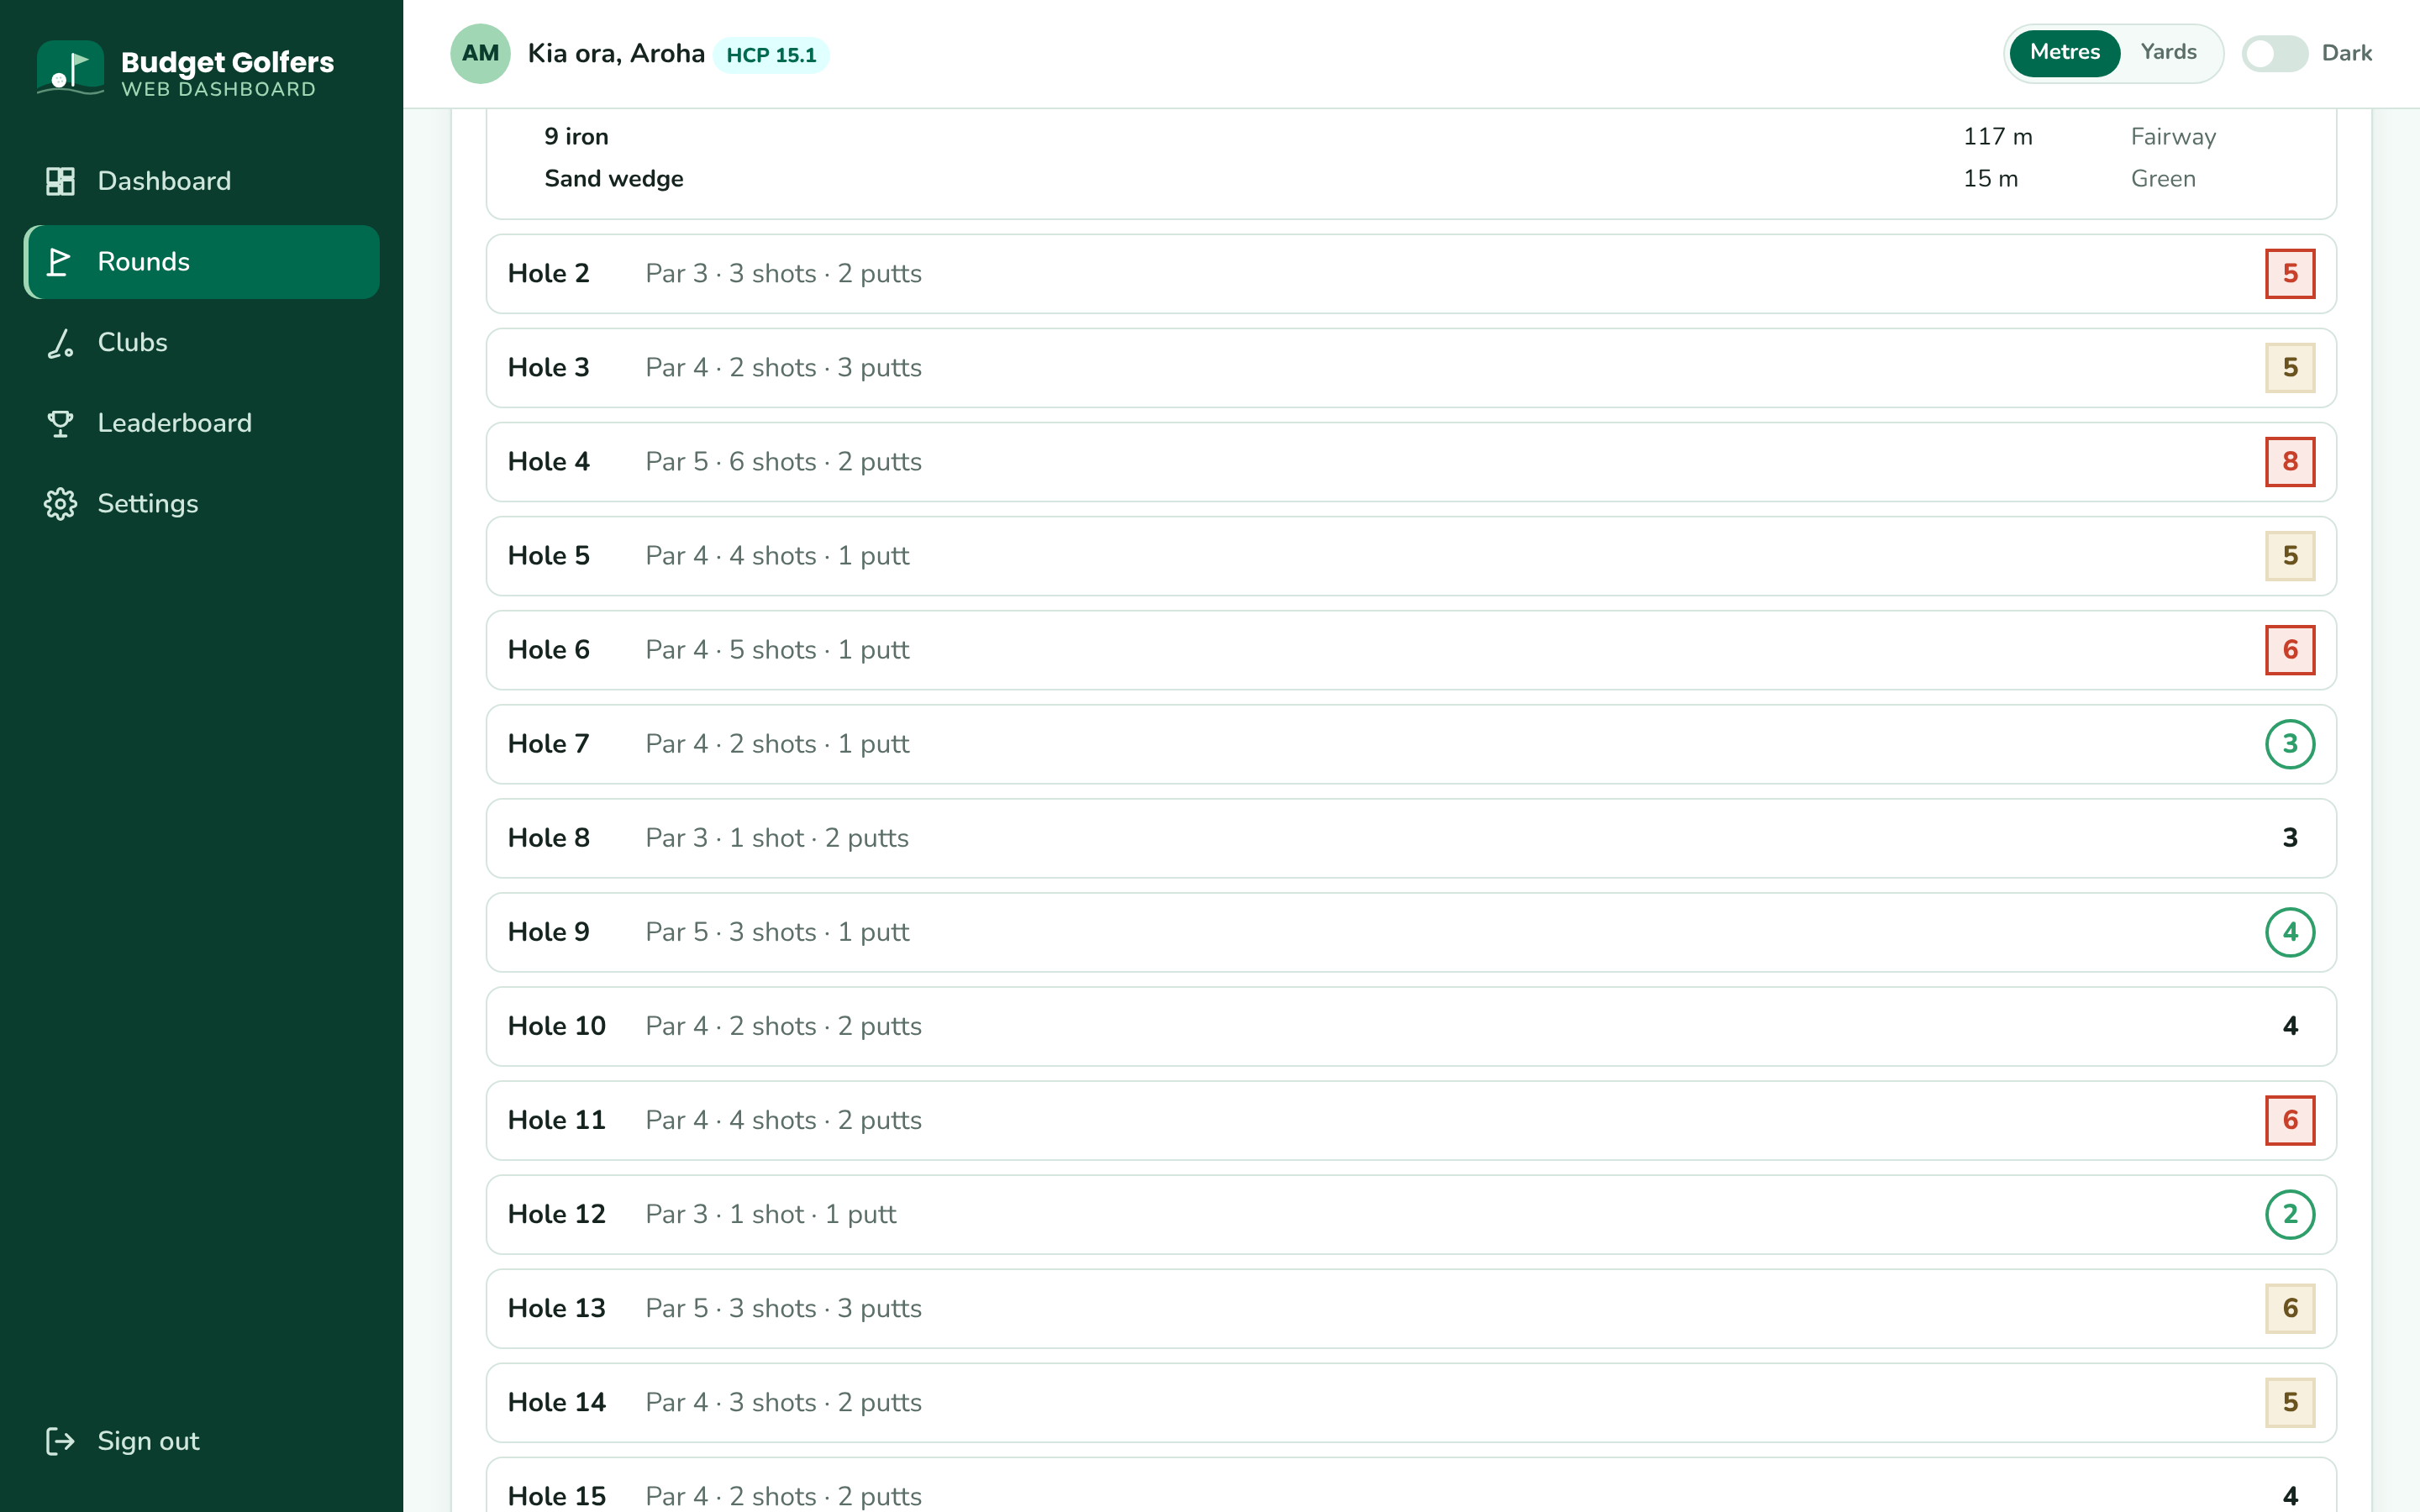 Budget Golfers
WEB DASHBOARD
Dashboard
Rounds
Clubs
Leaderboard
Settings
Sign out
AM Kia ora, Aroha HCP 15.1 Metres Yards Dark
9 iron 117 m Fairway
Sand wedge 15 m Green
Hole 2 Par 3 · 3 shots · 2 putts 5
Hole 3 Par 4 · 2 shots · 3 putts 5
Hole 4 Par 5 · 6 shots · 2 putts 8
Hole 5 Par 4 · 4 shots · 1 putt 5
Hole 6 Par 4 · 5 shots · 1 putt 6
Hole 7 Par 4 · 2 shots · 1 putt 3
Hole 8 Par 3 · 1 shot · 2 putts 3
Hole 9 Par 5 · 3 shots · 1 putt 4
Hole 10 Par 4 · 2 shots · 2 putts 4
Hole 11 Par 4 · 4 shots · 2 putts 6
Hole 12 Par 3 · 1 shot · 1 putt 2
Hole 13 Par 5 · 3 shots · 3 putts 6
Hole 14 Par 4 · 3 shots · 2 putts 5
Hole 15 Par 4 · 2 shots · 2 putts 4